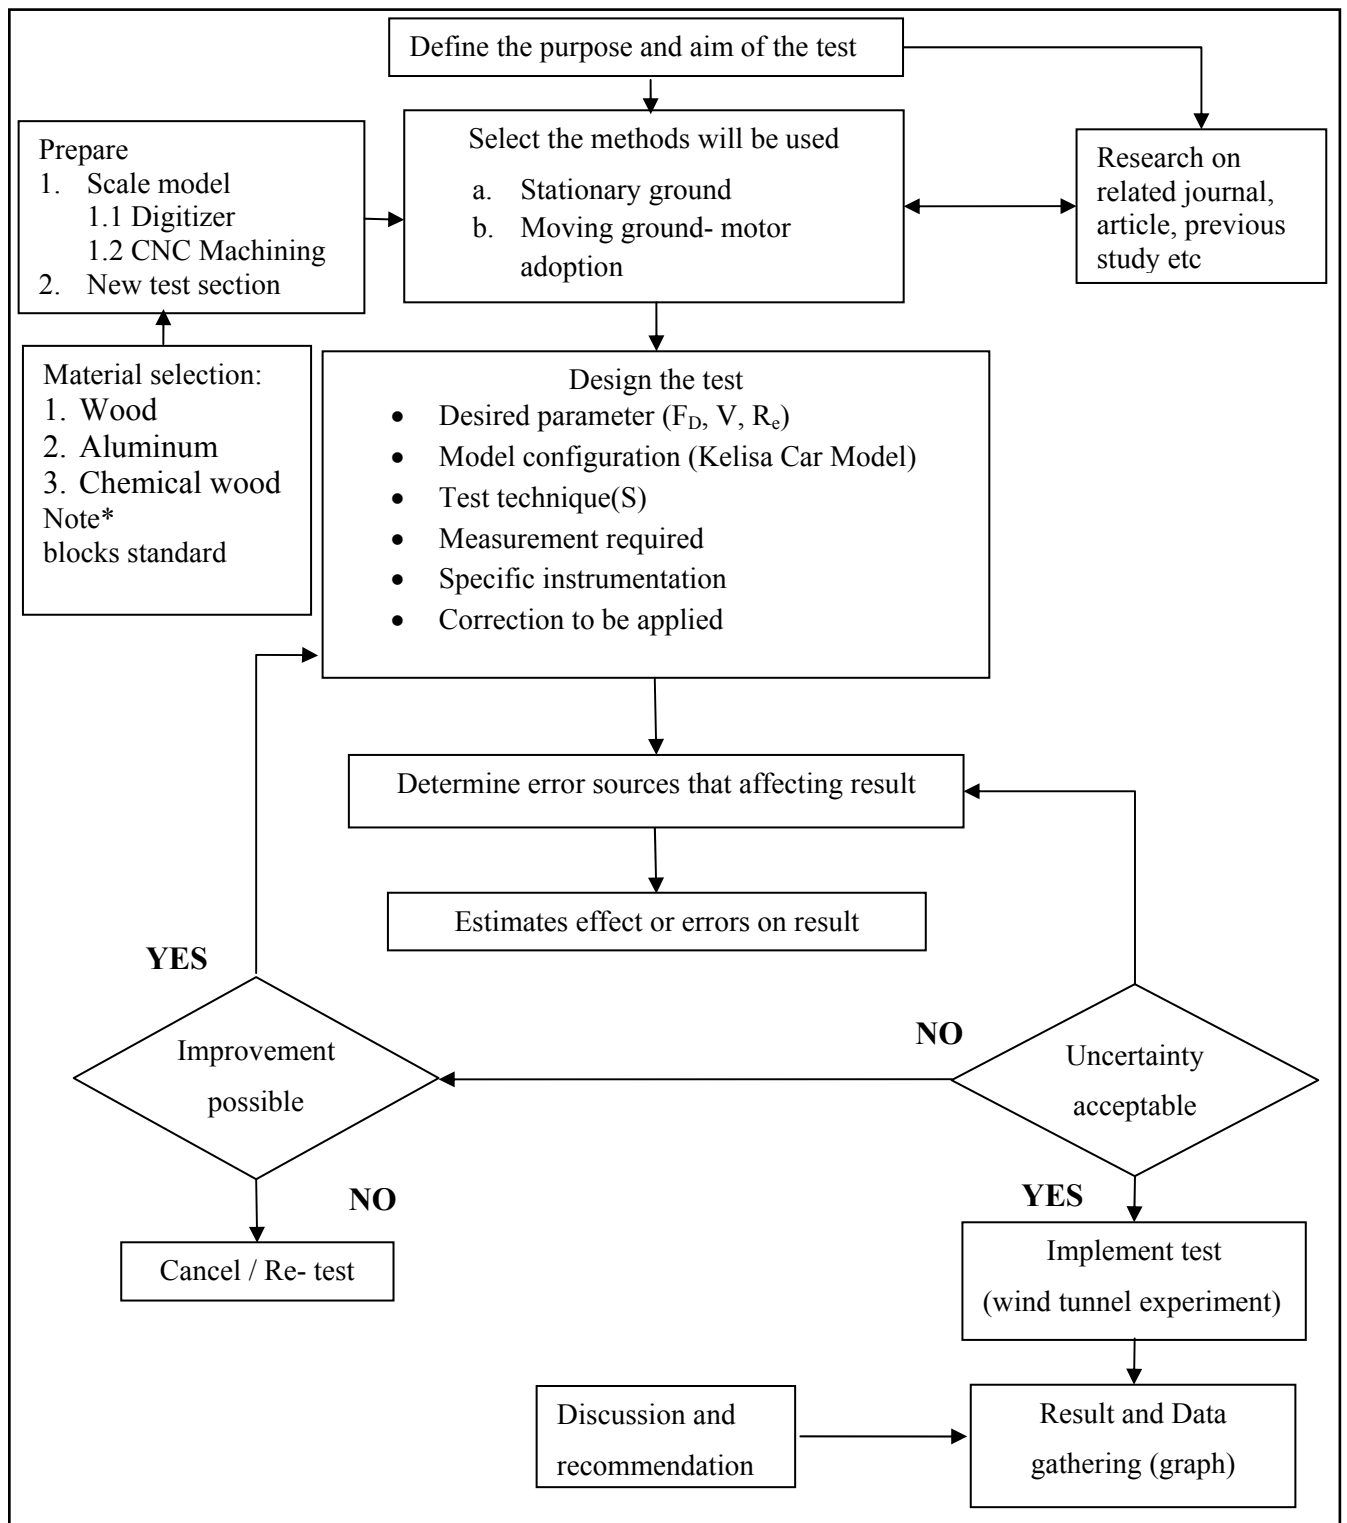 Define the purpose and aim of the test
Prepare
1. Scale model
1.1 Digitizer
1.2 CNC Machining
2. New test section
Select the methods will be used
a. Stationary ground
b. Moving ground- motor
adoption
Research on
related journal,
article, previous
study etc
Material selection:
1. Wood
2. Aluminum
3. Chemical wood
Note*
blocks standard
Design the test
• Desired parameter (F_D, V, R_e)
• Model configuration (Kelisa Car Model)
• Test technique(S)
• Measurement required
• Specific instrumentation
• Correction to be applied
Determine error sources that affecting result
Estimates effect or errors on result
YES
Improvement
possible
NO
Uncertainty
acceptable
NO
YES
Cancel / Re- test
Implement test
(wind tunnel experiment)
Discussion and
recommendation
Result and Data
gathering (graph)